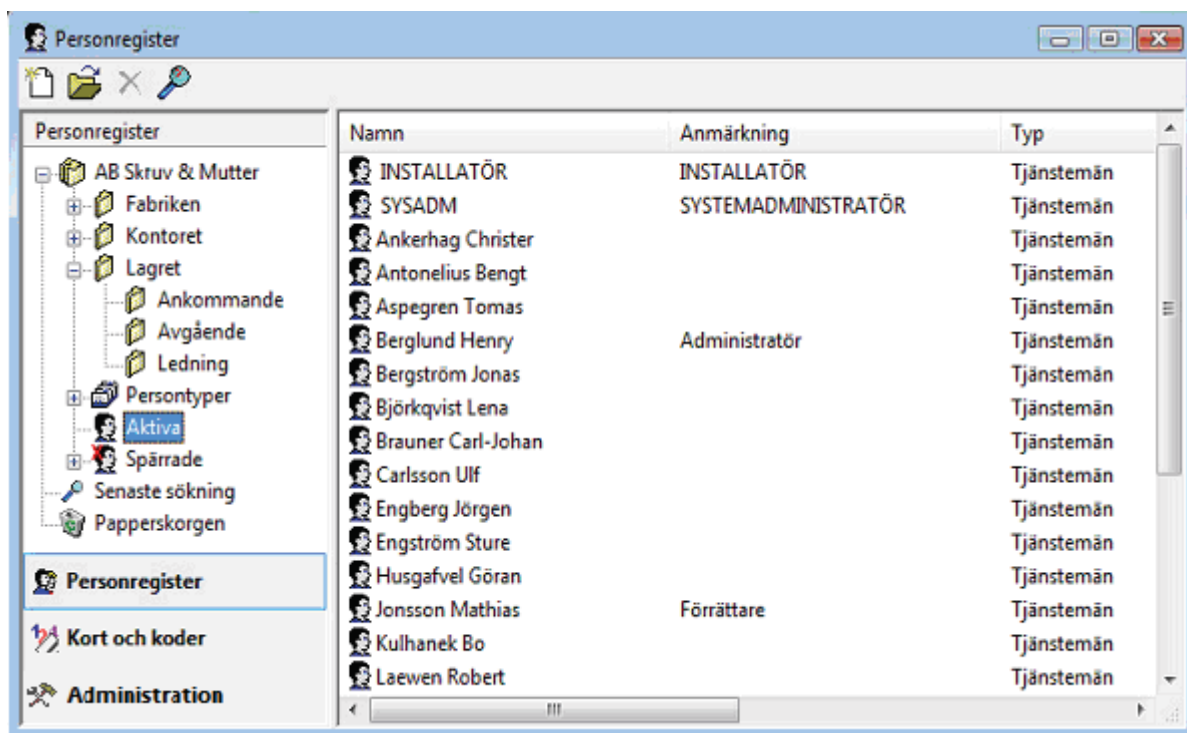 Personregister
Personregister
AB Skruv & Mutter
Fabriken
Kontoret
Lagret
Ankommande
Avgående
Ledning
Persontyper
Aktiva
Spärrade
Senaste sökning
Papperskorgen
Personregister
Kort och koder
Administration
Namn Anmärkning Typ
INSTALLATÖR INSTALLATÖR Tjänstemän
SYSADM SYSTEMADMINISTRATÖR Tjänstemän
Ankerhag Christer Tjänstemän
Antonelius Bengt Tjänstemän
Aspegren Tomas Tjänstemän
Berglund Henry Administratör Tjänstemän
Bergström Jonas Tjänstemän
Björkqvist Lena Tjänstemän
Brauner Carl-Johan Tjänstemän
Carlsson Ulf Tjänstemän
Engberg Jörgen Tjänstemän
Engström Sture Tjänstemän
Husgafvel Göran Tjänstemän
Jonsson Mathias Förrättare Tjänstemän
Kulhanek Bo Tjänstemän
Laewen Robert Tjänstemän